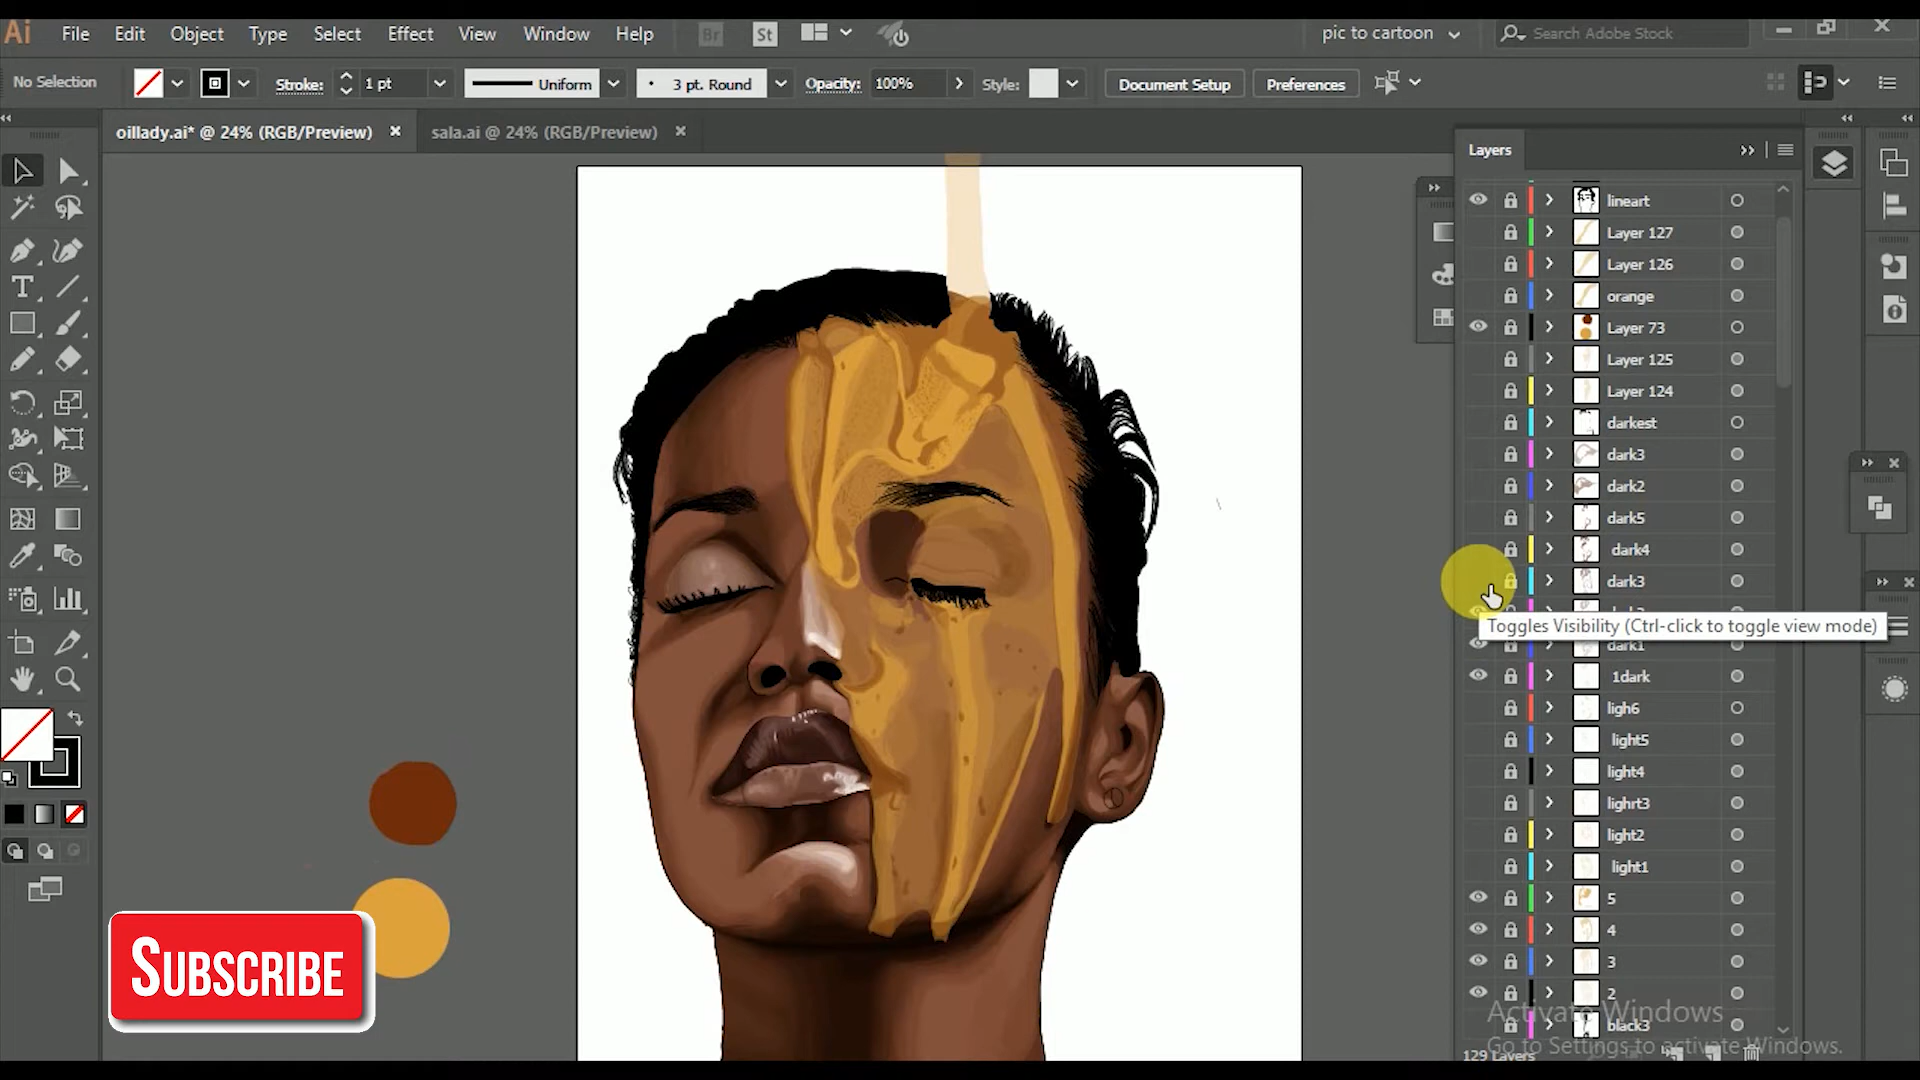 Ai File Edit Object Type Select Effect View Window Help Br St pic to cartoon Search Adobe Stock
No Selection Stroke: 1 pt Uniform 3 pt. Round Opacity: 100% Style: Document Setup Preferences
oillady.ai* @ 24% (RGB/Preview) sala.ai @ 24% (RGB/Preview)
Layers
lineart
Layer 127
Layer 126
orange
Layer 73
Layer 125
Layer 124
darkest
dark3
dark2
dark5
dark4
dark3
Toggles Visibility (Ctrl-click to toggle view mode)
dark1
1dark
ligh6
light5
light4
lighrt3
light2
light1
5
4
3
2
black3
129 Layers
Activate Windows
Go to Settings to activate Windows.
SUBSCRIBE